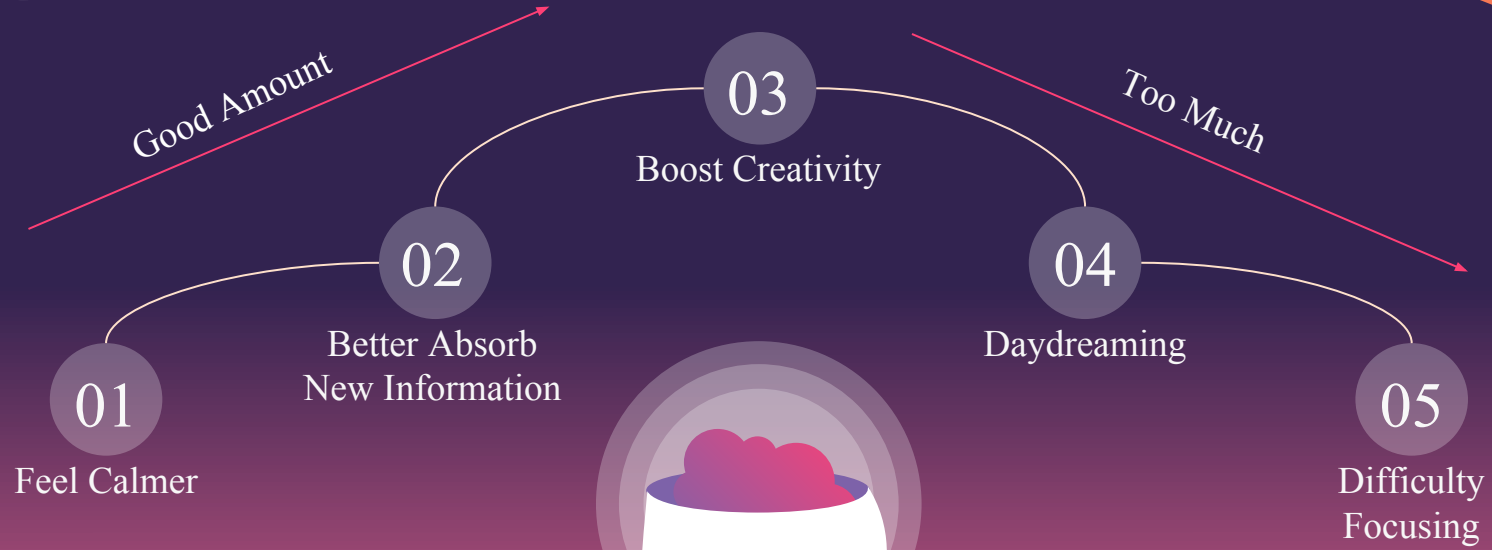 Good Amount
Too Much
01
Feel Calmer
02
Better Absorb
New Information
03
Boost Creativity
04
Daydreaming
05
Difficulty
Focusing